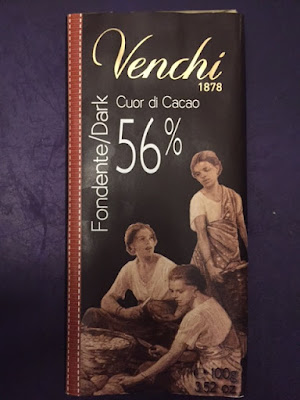 Venchi
1878
Cuor di Cacao
56%
Fondente/Dark
100g
3.52 oz